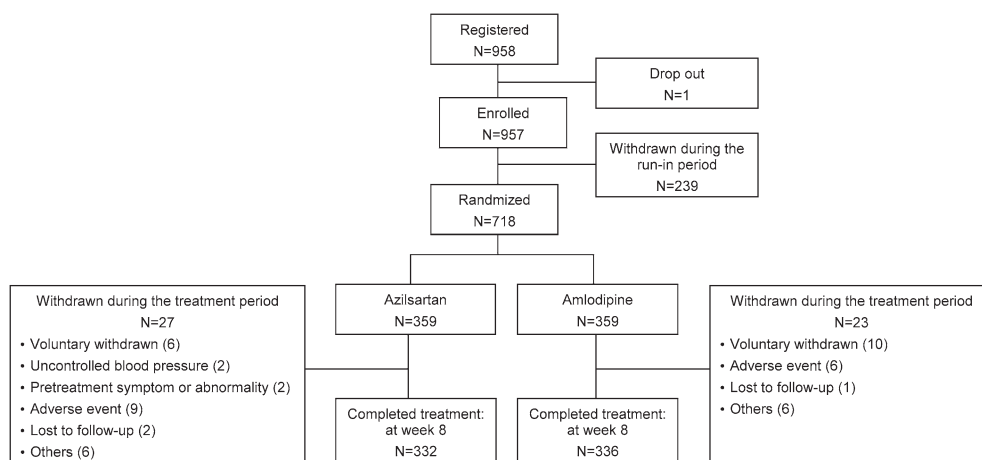 Registered
N=958
Drop out
N=1
Enrolled
N=957
Withdrawn during the
run-in period
N=239
Randmized
N=718
Withdrawn during the treatment period
N=27
• Voluntary withdrawn (6)
• Uncontrolled blood pressure (2)
• Pretreatment symptom or abnormality (2)
• Adverse event (9)
• Lost to follow-up (2)
• Others (6)
Azilsartan
N=359
Amlodipine
N=359
Withdrawn during the treatment period
N=23
• Voluntary withdrawn (10)
• Adverse event (6)
• Lost to follow-up (1)
• Others (6)
Completed treatment:
at week 8
N=332
Completed treatment:
at week 8
N=336